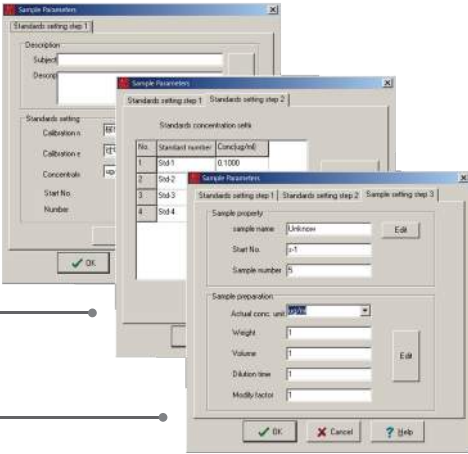 Sample Parameters
Standards setting step 1
Description
Subject
Standards setting
Calibration
Calibration
Start No.
Number
OK
Sample Parameters
Standards setting step 1 Standards setting step 2
Standards concentration sets
No. Standard number Conc(ug/ml)
1 Std-1 0.1000
2 Std-2
3 Std-3
4 Std-4
Sample Parameters
Standards setting step 1 Standards setting step 2 Sample setting step 3
Sample property
sample name Unknow Edit
Start No. s-1
Sample number 5
Sample preparation
Actual conc. unit
Weight 1
Volume 1
Edit
Dilution time 1
Modify factor 1
OK Cancel Help